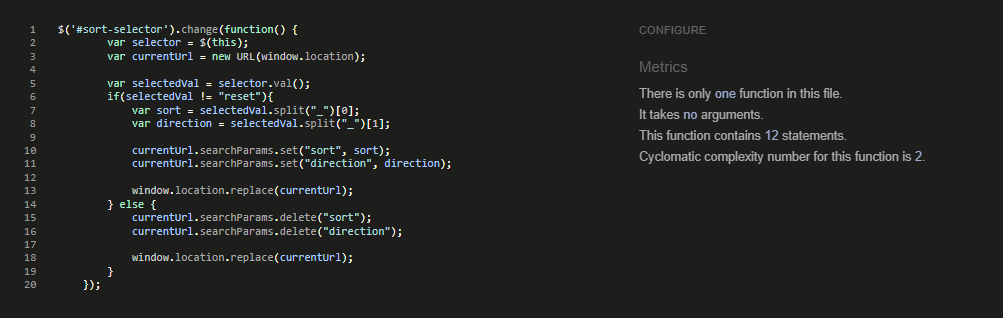 1 $('#sort-selector').change(function() {
2 var selector = $(this);
3 var currentUrl = new URL(window.location);
4
5 var selectedVal = selector.val();
6 if(selectedVal != "reset"){
7 var sort = selectedVal.split("_")[0];
8 var direction = selectedVal.split("_")[1];
9
10 currentUrl.searchParams.set("sort", sort);
11 currentUrl.searchParams.set("direction", direction);
12
13 window.location.replace(currentUrl);
14 } else {
15 currentUrl.searchParams.delete("sort");
16 currentUrl.searchParams.delete("direction");
17
18 window.location.replace(currentUrl);
19 }
20 });
CONFIGURE
Metrics
There is only one function in this file.
It takes no arguments.
This function contains 12 statements.
Cyclomatic complexity number for this function is 2.